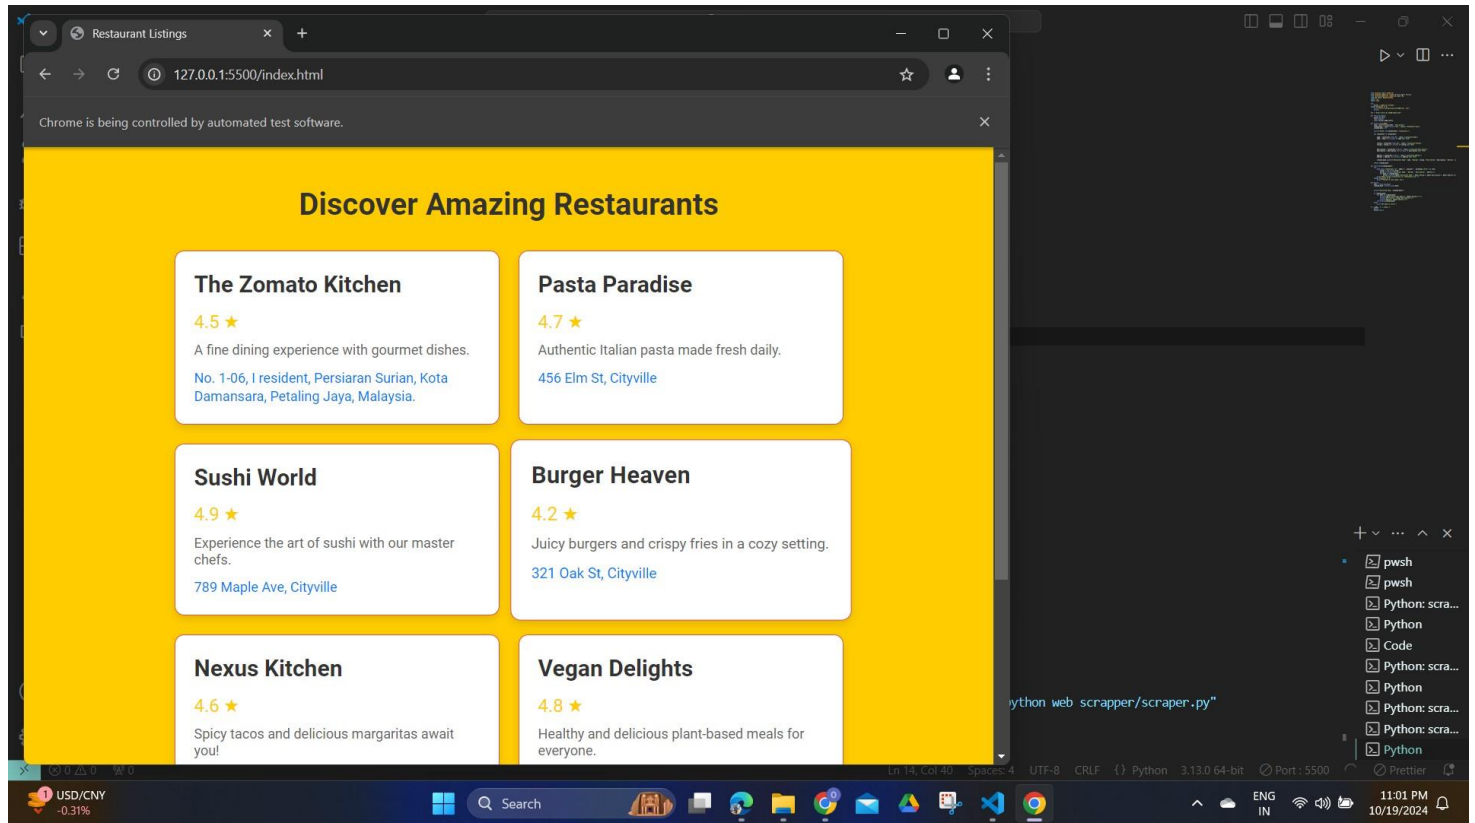 Restaurant Listings
127.0.0.1:5500/index.html
Chrome is being controlled by automated test software.
Discover Amazing Restaurants
The Zomato Kitchen
4.5 ★
A fine dining experience with gourmet dishes.
No. 1-06, I resident, Persiaran Surian, Kota
Damansara, Petaling Jaya, Malaysia.
Pasta Paradise
4.7 ★
Authentic Italian pasta made fresh daily.
456 Elm St, Cityville
Sushi World
4.9 ★
Experience the art of sushi with our master
chefs.
789 Maple Ave, Cityville
Burger Heaven
4.2 ★
Juicy burgers and crispy fries in a cozy setting.
321 Oak St, Cityville
Nexus Kitchen
4.6 ★
Spicy tacos and delicious margaritas await
you!
Vegan Delights
4.8 ★
Healthy and delicious plant-based meals for
everyone.
pwsh
pwsh
Python: scra...
Python
Code
Python: scra...
Python
Python: scra...
Python: scra...
Python
ython web scrapper/scraper.py"
0 0 0
Ln 14, Col 40 Spaces: 4 UTF-8 CRLF {} Python 3.13.0 64-bit Port : 5500 Prettier
1 USD/CNY
-0.31%
Search
ENG
IN
11:01 PM
10/19/2024